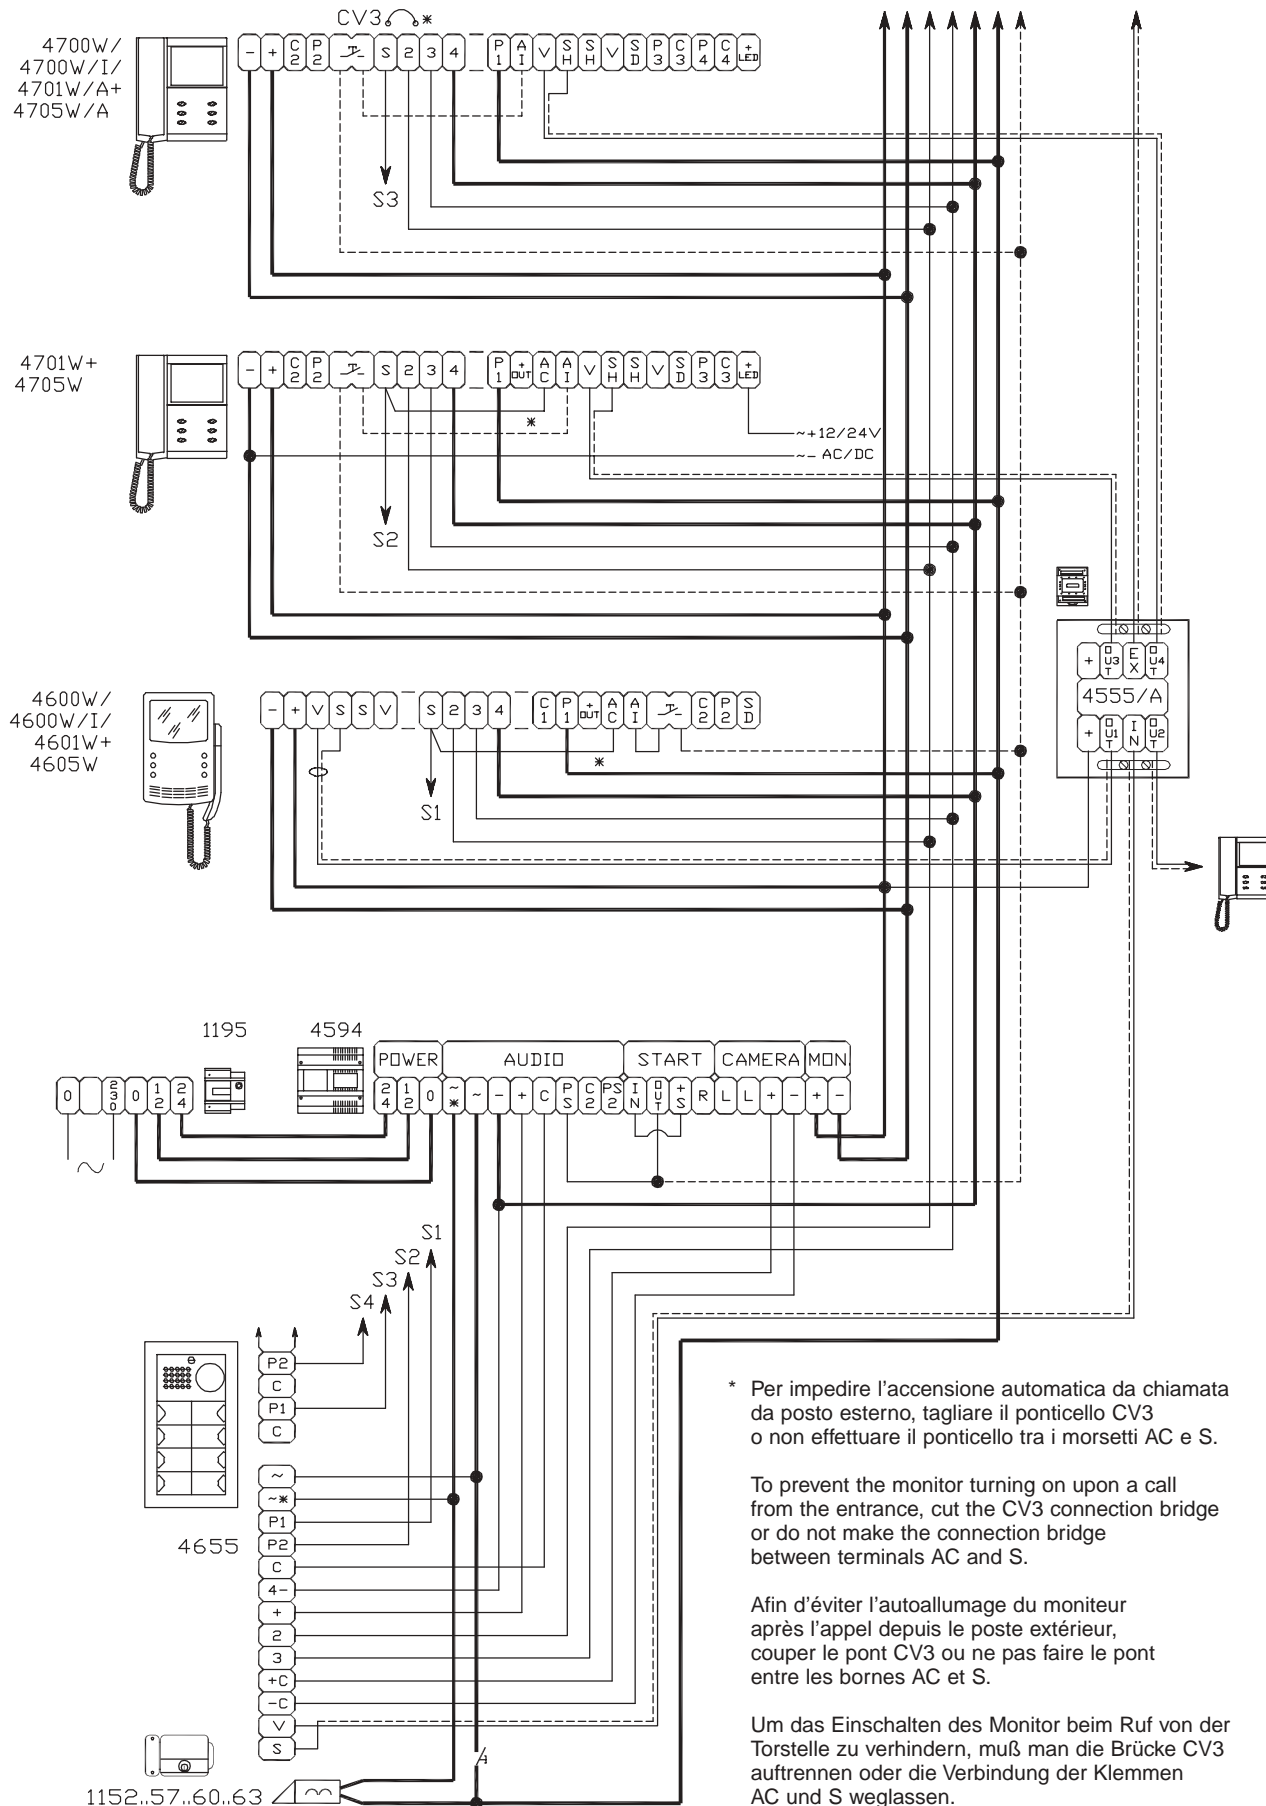 CV3 *
4700W/
4700W/I/
4701W/A+
4705W/A
- + C2 P2 S 2 3 4 P1 AI V SH SH V SD P3 C3 P4 C4 +LED
S3
4701W+
4705W
- + C2 P2 S 2 3 4 P1 +OUT AC AI V SH SH V SD P3 C3 +LED
*
~+12/24V
~- AC/DC
S2
4600W/
4600W/I/
4601W+
4605W
- + V S S V S 2 3 4 C1 P1 +OUT AC AI C2 P2 SD
*
S1
+ OUT3 EX OUT4
4555/A
+ OUT1 IN OUT2
1195
4594
POWER AUDIO START CAMERA MON.
0 230 0 12 24
24 12 0 ~* ~ - + C PS C2 PS2 IN OUT +S R L L + - + -
~
S1
S2
S3
S4
P2
C
P1
C
~
~*
P1
P2
C
4-
+
2
3
+C
-C
V
S
4655
1152..57..60..63
* Per impedire l'accensione automatica da chiamata
da posto esterno, tagliare il ponticello CV3
o non effettuare il ponticello tra i morsetti AC e S.
To prevent the monitor turning on upon a call
from the entrance, cut the CV3 connection bridge
or do not make the connection bridge
between terminals AC and S.
Afin d'éviter l'autoallumage du moniteur
après l'appel depuis le poste extérieur,
couper le pont CV3 ou ne pas faire le pont
entre les bornes AC et S.
Um das Einschalten des Monitor beim Ruf von der
Torstelle zu verhindern, muß man die Brücke CV3
auftrennen oder die Verbindung der Klemmen
AC und S weglassen.